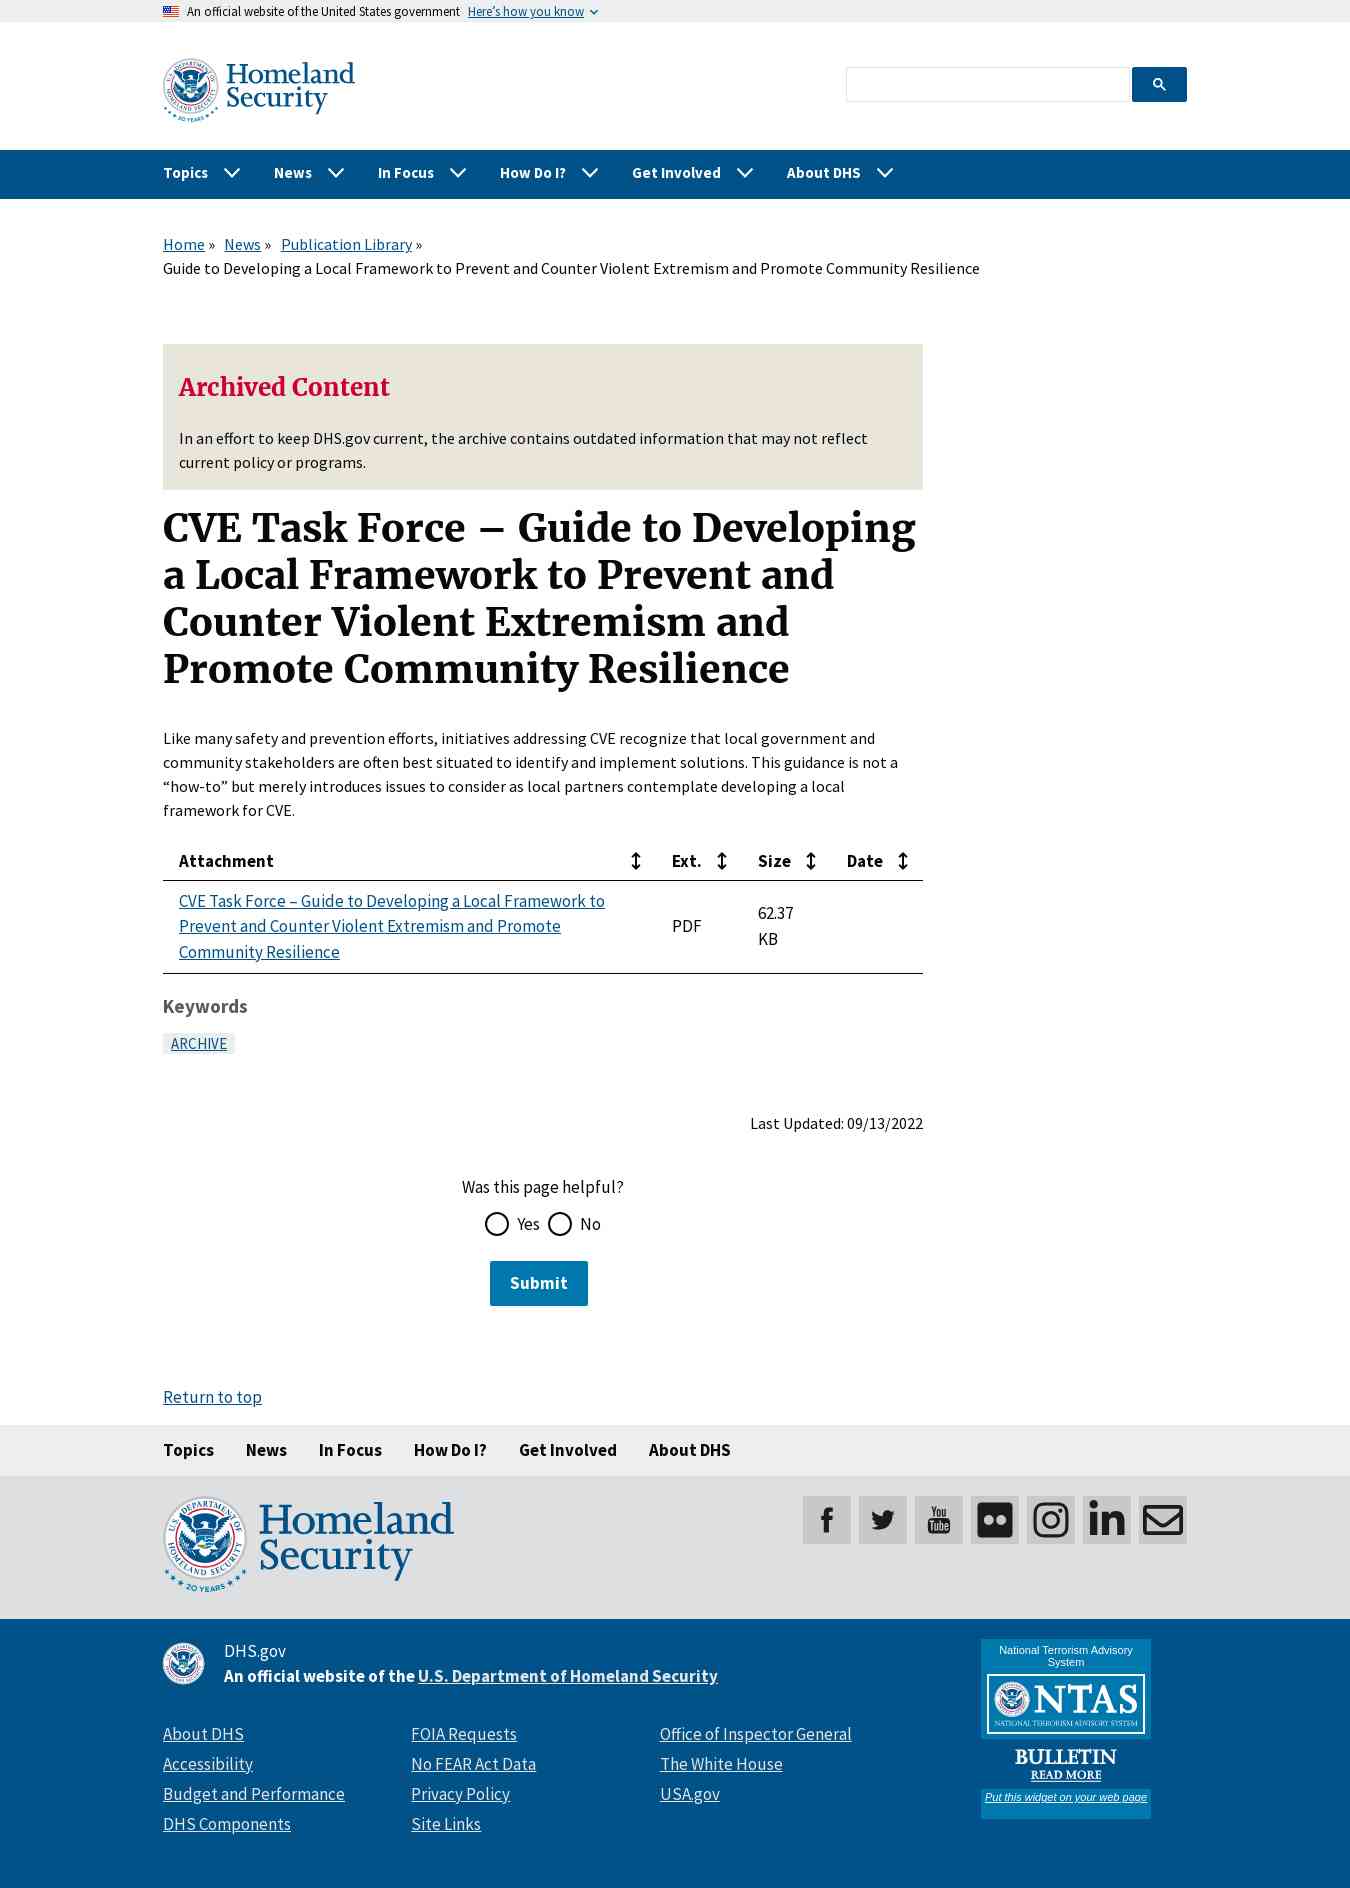 An official website of the United States government Here's how you know
Homeland
Security
Topics News In Focus How Do I? Get Involved About DHS
Home » News » Publication Library »
Guide to Developing a Local Framework to Prevent and Counter Violent Extremism and Promote Community Resilience
Archived Content
In an effort to keep DHS.gov current, the archive contains outdated information that may not reflect
current policy or programs.
CVE Task Force – Guide to Developing
a Local Framework to Prevent and
Counter Violent Extremism and
Promote Community Resilience
Like many safety and prevention efforts, initiatives addressing CVE recognize that local government and
community stakeholders are often best situated to identify and implement solutions. This guidance is not a
“how-to” but merely introduces issues to consider as local partners contemplate developing a local
framework for CVE.
Attachment Ext. Size Date
CVE Task Force – Guide to Developing a Local Framework to
Prevent and Counter Violent Extremism and Promote
Community Resilience
PDF
62.37
KB
Keywords
ARCHIVE
Last Updated: 09/13/2022
Was this page helpful?
Yes No
Submit
Return to top
Topics News In Focus How Do I? Get Involved About DHS
U.S. DEPARTMENT OF
HOMELAND SECURITY
20 YEARS
Homeland
Security
You
Tube
DHS.gov
An official website of the U.S. Department of Homeland Security
About DHS
Accessibility
Budget and Performance
DHS Components
FOIA Requests
No FEAR Act Data
Privacy Policy
Site Links
Office of Inspector General
The White House
USA.gov
National Terrorism Advisory
System
NTAS
NATIONAL TERRORISM ADVISORY SYSTEM
BULLETIN
READ MORE
Put this widget on your web page